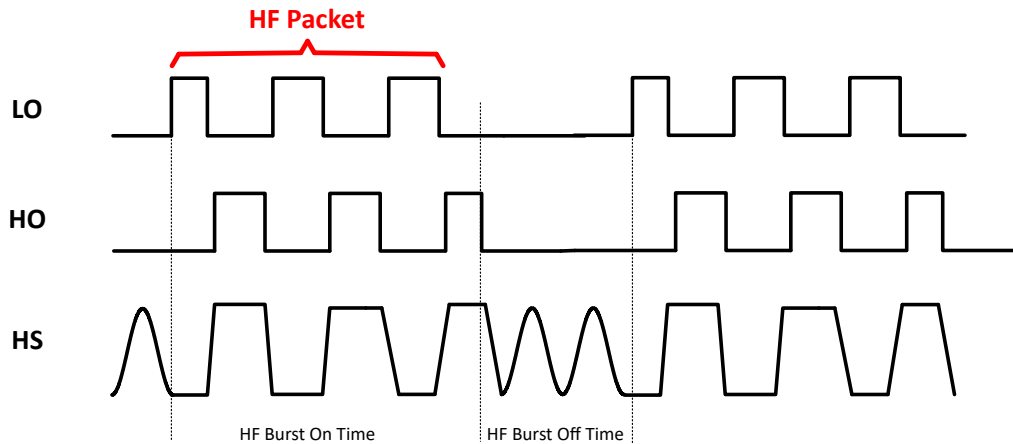 HF Packet
LO
HO
HS
HF Burst On Time
HF Burst Off Time